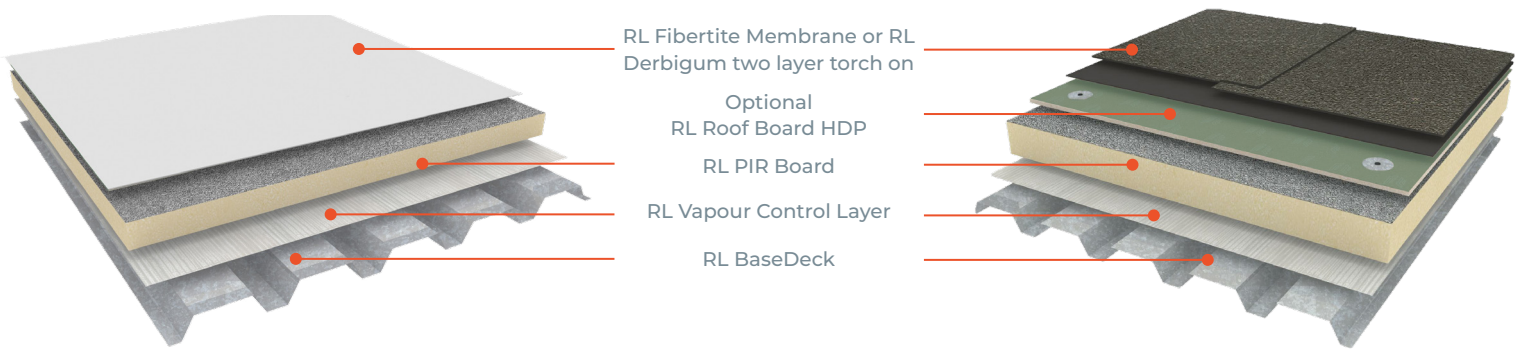 RL Fibertite Membrane or RL
Derbigum two layer torch on
Optional
RL Roof Board HDP
RL PIR Board
RL Vapour Control Layer
RL BaseDeck